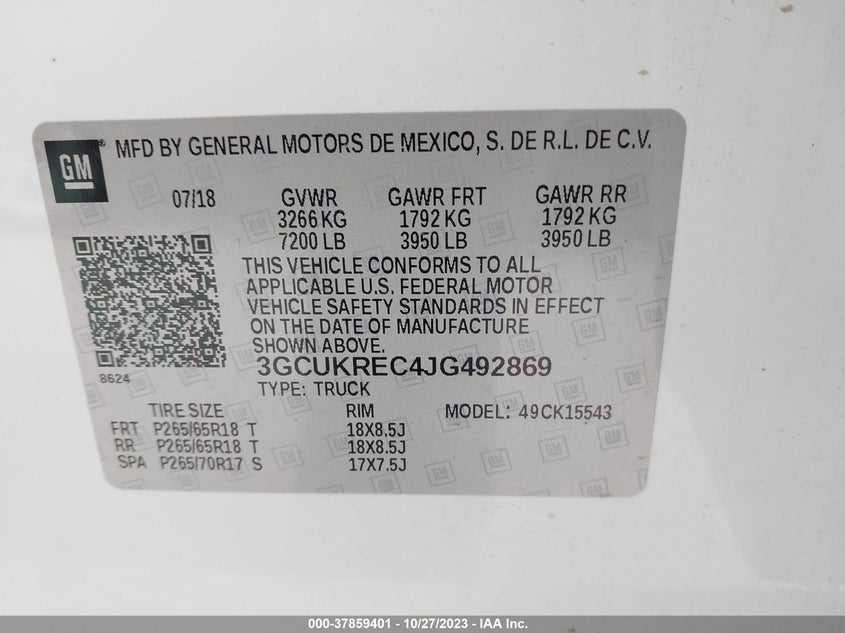 GM ® MFD BY GENERAL MOTORS DE MEXICO, S. DE R.L. DE C.V.
07/18 GVWR GAWR FRT GAWR RR
3266 KG 1792 KG 1792 KG
7200 LB 3950 LB 3950 LB
THIS VEHICLE CONFORMS TO ALL
APPLICABLE U.S. FEDERAL MOTOR
VEHICLE SAFETY STANDARDS IN EFFECT
ON THE DATE OF MANUFACTURE
SHOWN ABOVE.
3GCUKREC4JG492869
8624
TYPE: TRUCK
TIRE SIZE RIM MODEL: 49CK15543
FRT P265/65R18 T 18X8.5J
RR P265/65R18 T 18X8.5J
SPA P265/70R17 S 17X7.5J
000-37859401 - 10/27/2023 - IAA Inc.